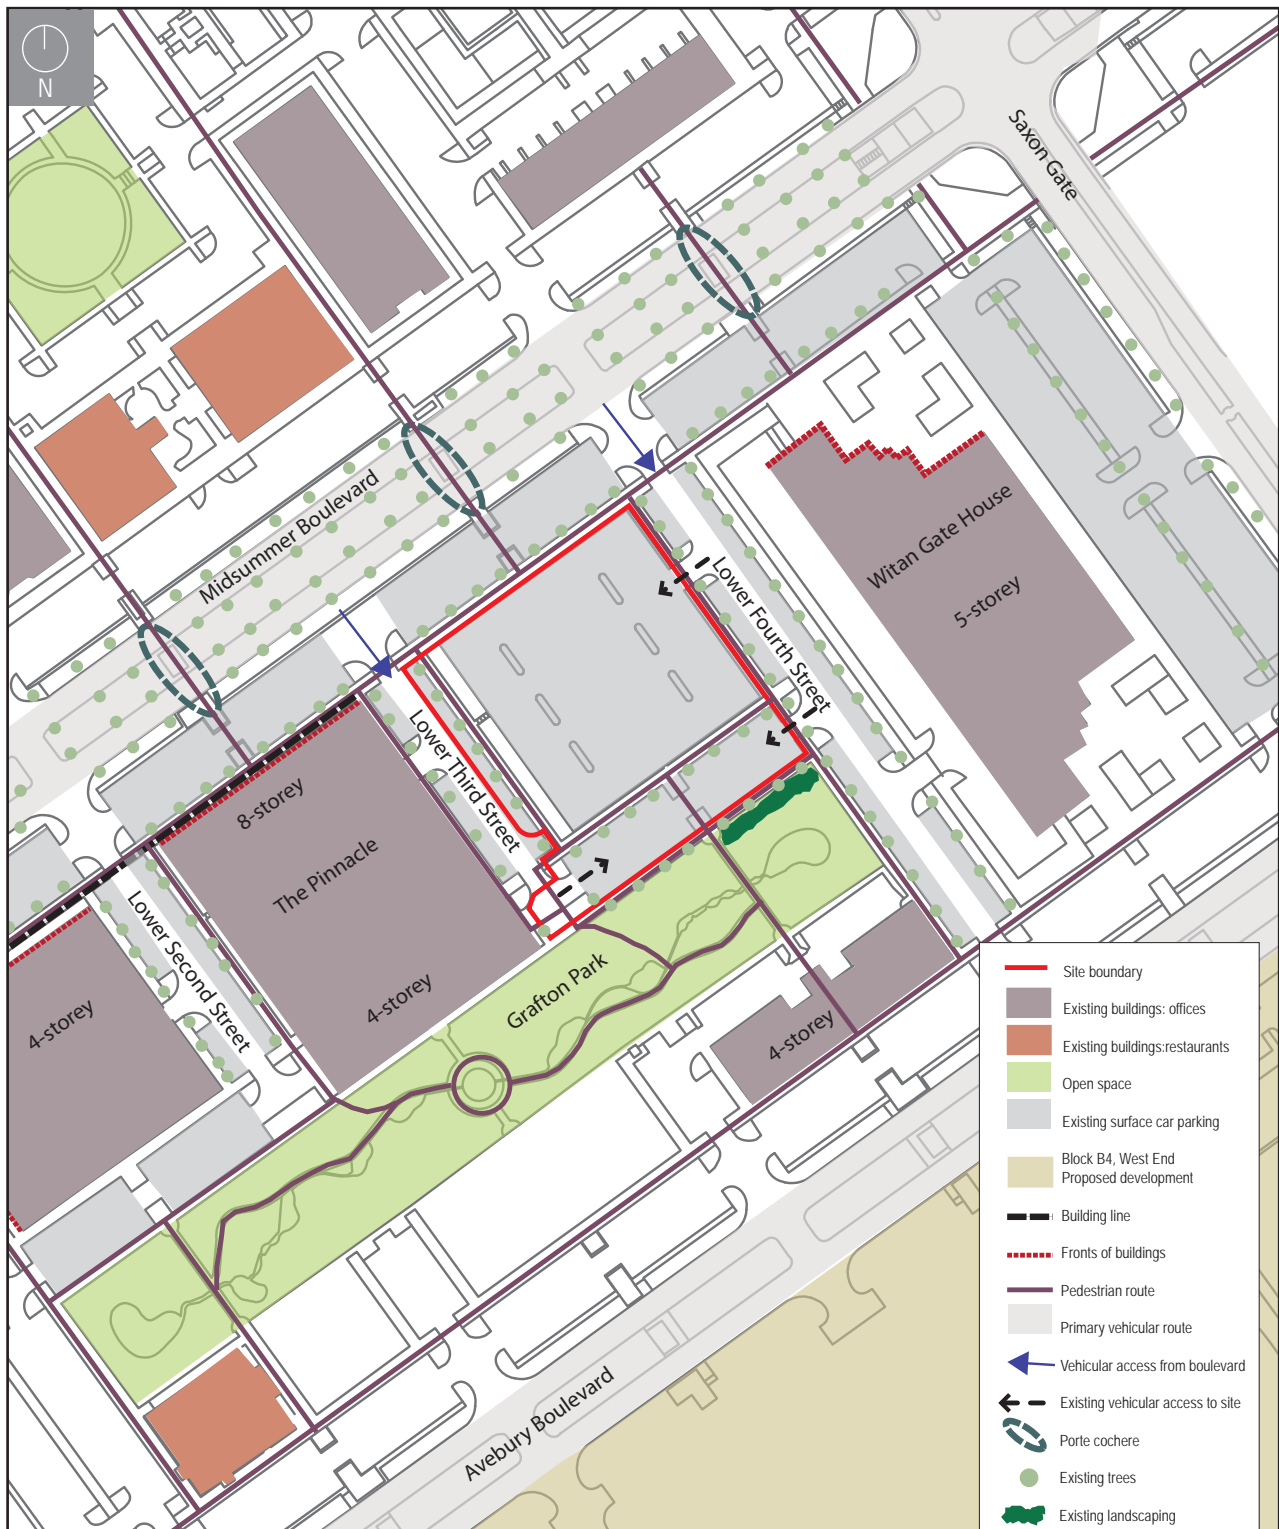 N
Saxon Gate
Midsummer Boulevard
Witan Gate House
5-storey
Lower Fourth Street
Lower Third Street
8-storey
The Pinnacle
4-storey
Lower Second Street
4-storey
Grafton Park
4-storey
Avebury Boulevard
Site boundary
Existing buildings: offices
Existing buildings:restaurants
Open space
Existing surface car parking
Block B4, West End
Proposed development
Building line
Fronts of buildings
Pedestrian route
Primary vehicular route
Vehicular access from boulevard
Existing vehicular access to site
Porte cochere
Existing trees
Existing landscaping